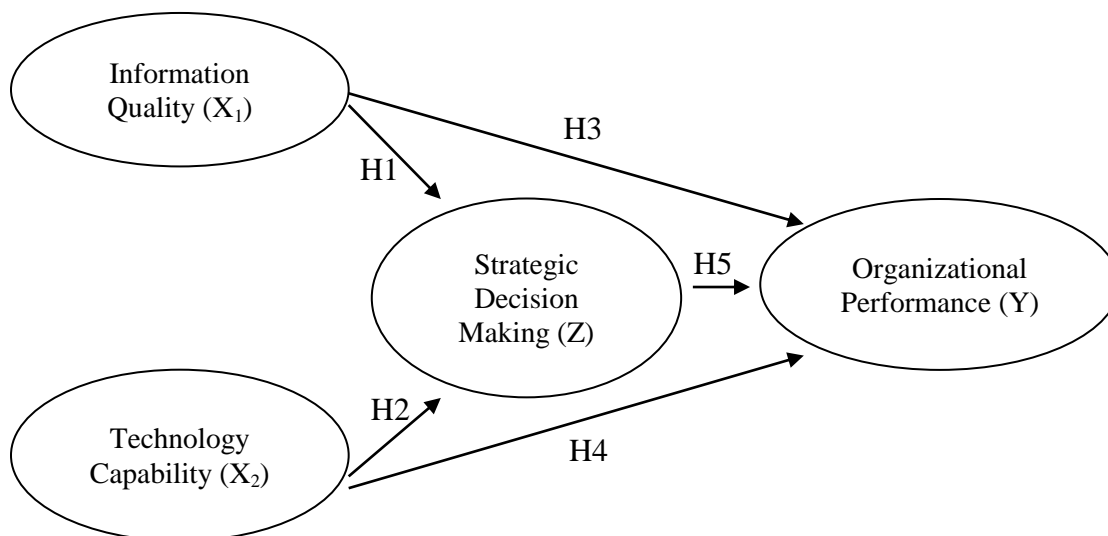 Information
Quality (X₁)
H3
H1
Strategic
Decision
Making (Z)
H5
Organizational
Performance (Y)
H2
H4
Technology
Capability (X₂)